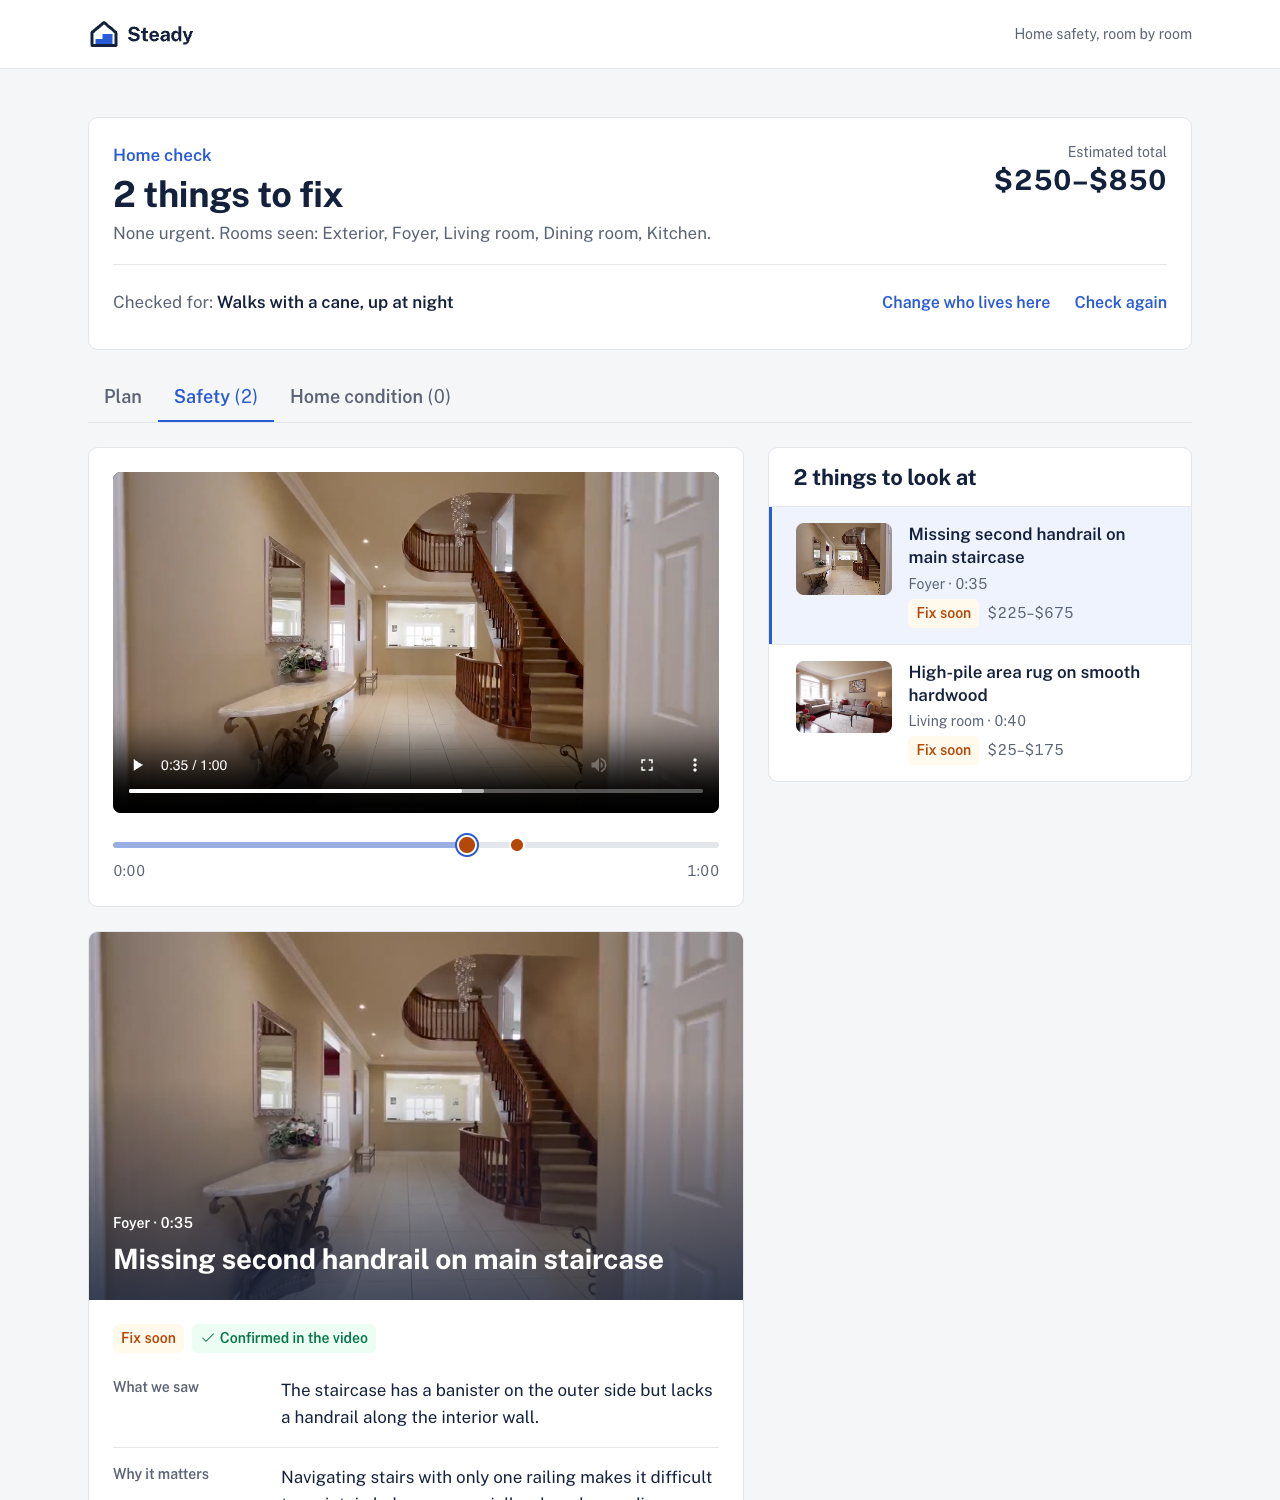 Steady
Home safety, room by room
Home check
Estimated total
2 things to fix
$250–$850
None urgent. Rooms seen: Exterior, Foyer, Living room, Dining room, Kitchen.
Checked for: Walks with a cane, up at night
Change who lives here
Check again
Plan
Safety (2)
Home condition (0)
0:35 / 1:00
0:00
1:00
2 things to look at
Missing second handrail on
main staircase
Foyer · 0:35
Fix soon
$225–$675
High-pile area rug on smooth
hardwood
Living room · 0:40
Fix soon
$25–$175
Foyer · 0:35
Missing second handrail on main staircase
Fix soon
Confirmed in the video
What we saw
The staircase has a banister on the outer side but lacks
a handrail along the interior wall.
Why it matters
Navigating stairs with only one railing makes it difficult